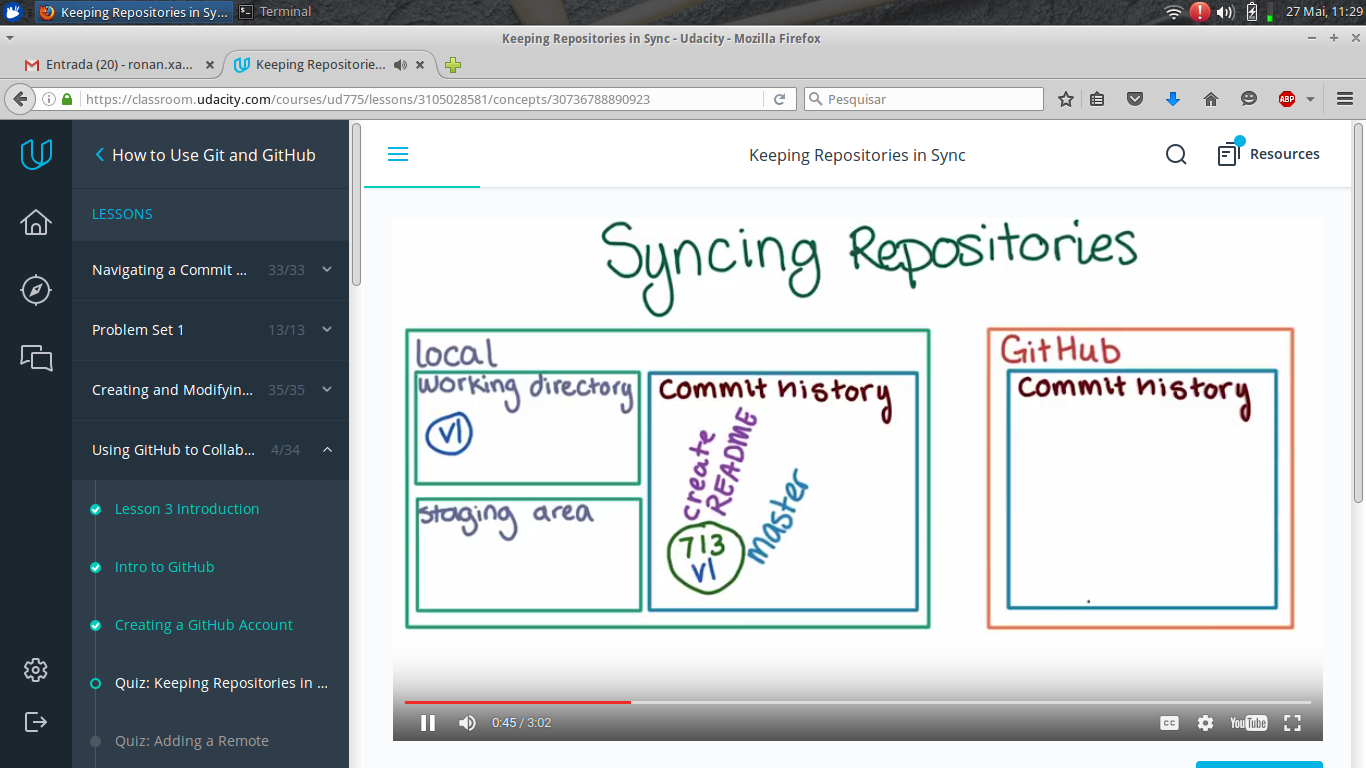 Keeping Repositories in Sy...
Terminal
27 Mai, 11:29
Keeping Repositories in Sync - Udacity - Mozilla Firefox
Entrada (20) - ronan.xa...
Keeping Repositorie...
https://classroom.udacity.com/courses/ud775/lessons/3105028581/concepts/30736788890923
Pesquisar
ABP
How to Use Git and GitHub
Keeping Repositories in Sync
Resources
LESSONS
Navigating a Commit ... 33/33
Problem Set 1 13/13
Creating and Modifyin... 35/35
Using GitHub to Collab... 4/34
Lesson 3 Introduction
Intro to GitHub
Creating a GitHub Account
Quiz: Keeping Repositories in ...
Quiz: Adding a Remote
Syncing Repositories
local
working directory
v1
staging area
commit history
create
README
master
713
v1
GitHub
commit history
0:45 / 3:02
CC
YouTube